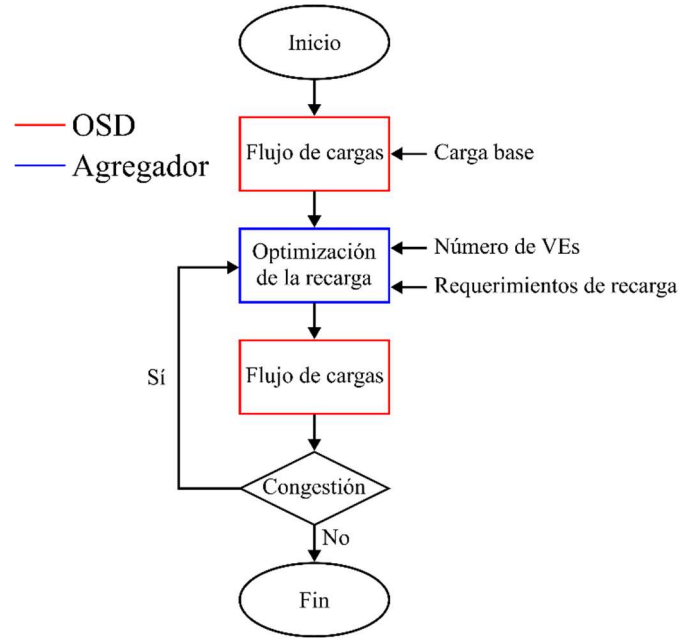 Inicio
OSD
Agregador
Flujo de cargas
Carga base
Optimización
de la recarga
Número de VEs
Requerimientos de recarga
Flujo de cargas
Sí
Congestión
No
Fin